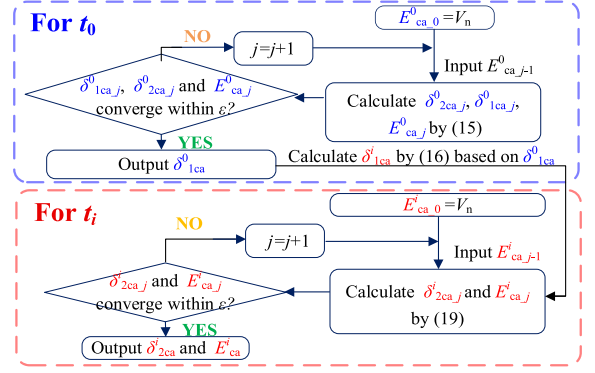 For t₀
E⁰ca_0 =Vn
NO
j=j+1
Input E⁰ca_j-1
δ⁰1ca_j, δ⁰2ca_j and E⁰ca_j
converge within ε?
Calculate δ⁰2ca_j, δ⁰1ca_j,
E⁰ca_j by (15)
YES
Output δ⁰1ca
Calculate δⁱ1ca by (16) based on δ⁰1ca
For tᵢ
Eⁱca_0 =Vn
NO
j=j+1
Input Eⁱca_j-1
δⁱ2ca_j and Eⁱca_j
converge within ε?
Calculate δⁱ2ca_j and Eⁱca_j
by (19)
YES
Output δⁱ2ca and Eⁱca